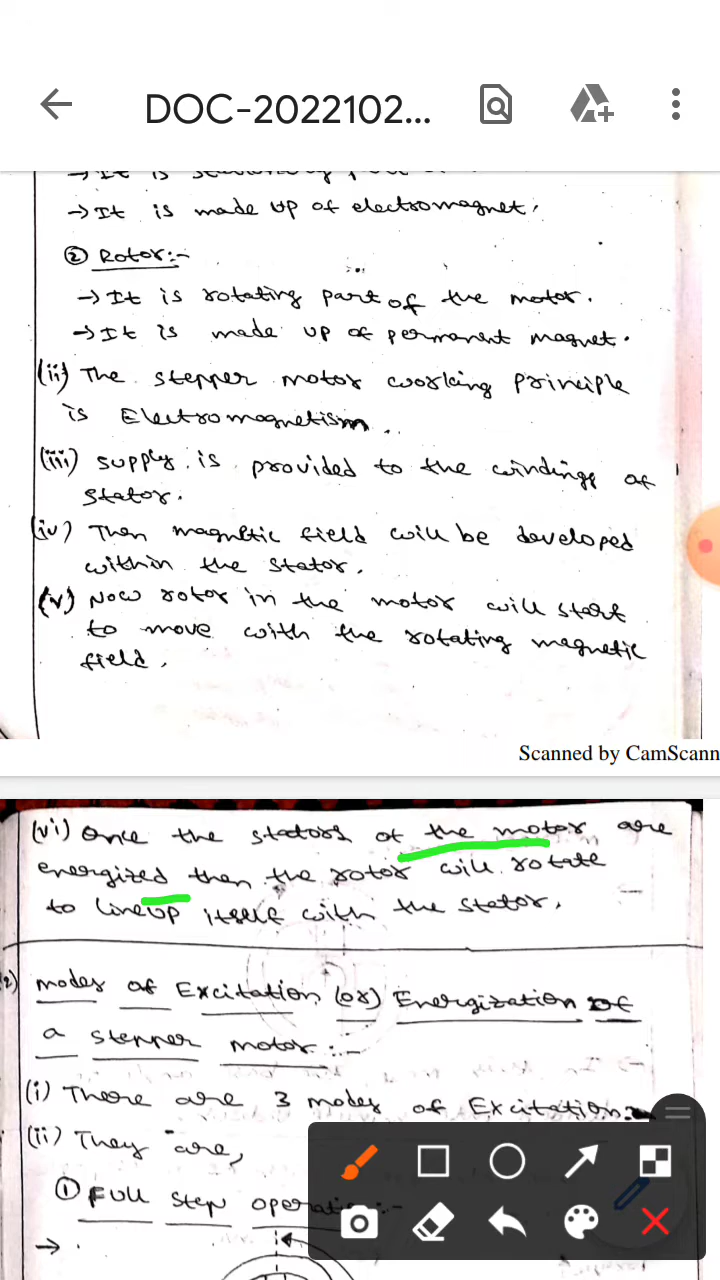 DOC-2022102...
→ It is
→ It is made up of electromagnet.
② Rotor:-
→ It is rotating part of the motor.
→ It is made up of permanent magnet.
(ii) The stepper motor working principle
is Electromagnetism..
(iii) supply is provided to the windings of
stator.
(iv) Then magnetic field will be developed
within the stator.
(v) Now rotor in the motor will start
to move with the rotating magnetic
field.
Scanned by CamScann
(vi) Once the stators of the motor are
energized then the rotor will rotate
to lineup itself with the stator.
2) modes of Excitation (or) Energization of
a stepper motor:-
(i) There are 3 modes of Excitation:
(ii) They are,
① Full step operation:-
→